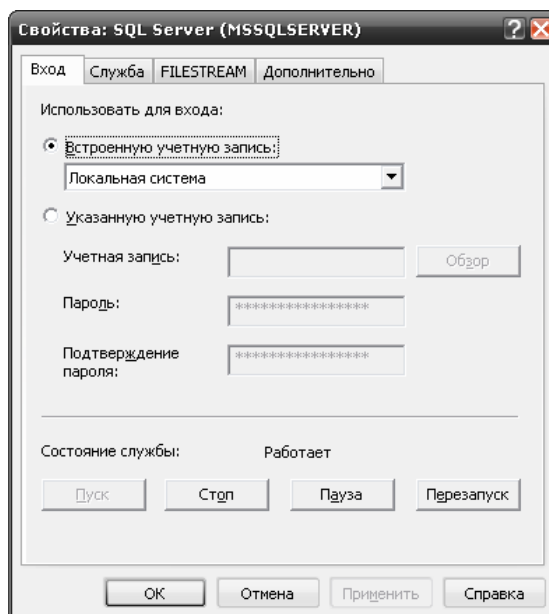 Свойства: SQL Server (MSSQLSERVER)
Вход Служба FILESTREAM Дополнительно
Использовать для входа:
Встроенную учетную запись:
Локальная система
Указанную учетную запись:
Учетная запись: Обзор
Пароль: ****************
Подтверждение
пароля: ****************
Состояние службы: Работает
Пуск Стоп Пауза Перезапуск
ОК Отмена Применить Справка